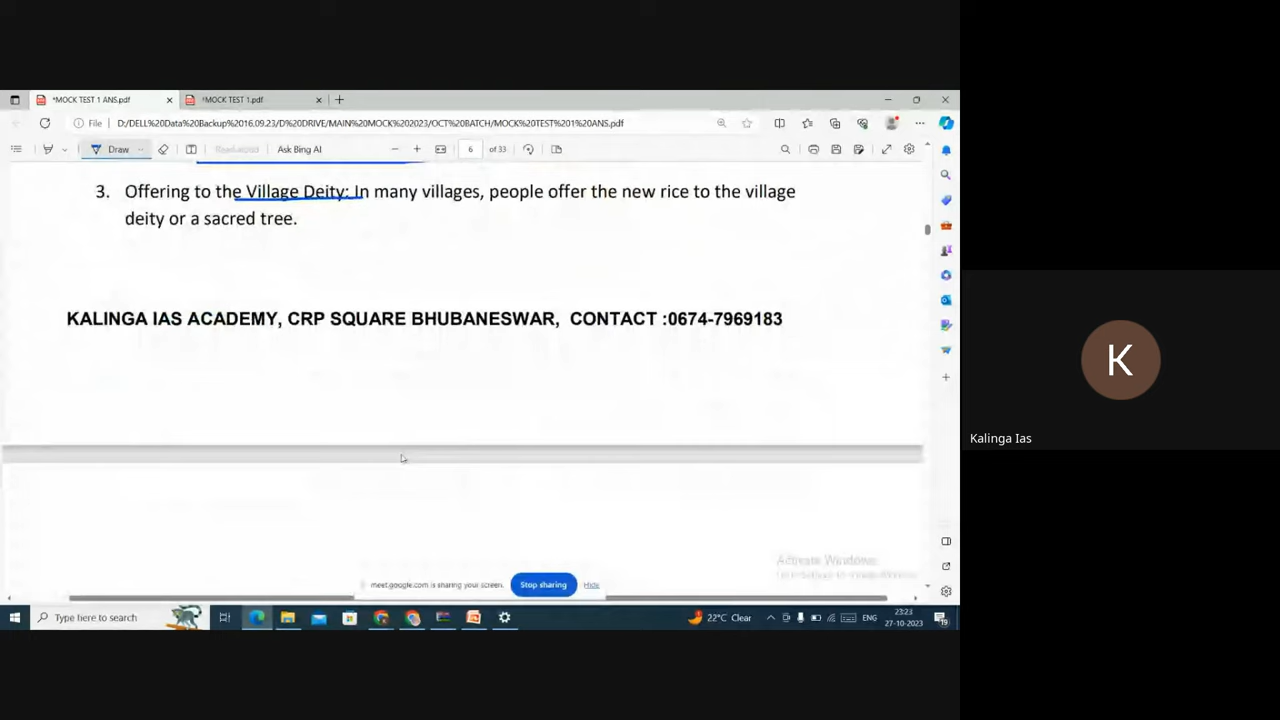 *MOCK TEST 1 ANS.pdf
*MOCK TEST 1.pdf
File
D:/DELL%20Data%20Backup%2016.09.23/D%20DRIVE/MAIN%20MOCK%202023/OCT%20BATCH/MOCK%20TEST%201%20ANS.pdf
Draw
Read aloud
Ask Bing AI
6
of 33
3. Offering to the Village Deity: In many villages, people offer the new rice to the village
deity or a sacred tree.
KALINGA IAS ACADEMY, CRP SQUARE BHUBANESWAR, CONTACT :0674-7969183
K
Kalinga Ias
Activate Windows
meet.google.com is sharing your screen.
Stop sharing
Hide
Type here to search
22°C Clear
ENG
23:23
27-10-2023